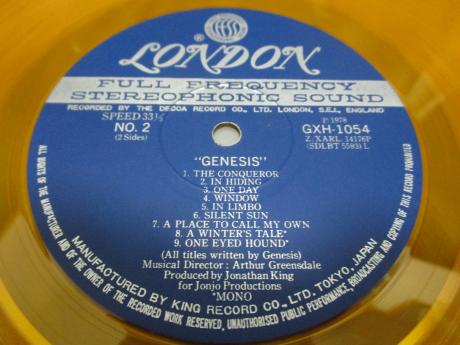 LONDON
FULL FREQUENCY
STEREOPHONIC SOUND
RECORDED BY THE DECCA RECORD CO., LTD. LONDON, S.E.I., ENGLAND
SPEED 33⅓
NO. 2
(2 Sides)
℗ 1978
GXH-1054
Z.XARL. 14176P
(SDLBT 5593) L
"GENESIS"
1. THE CONQUEROR
2. IN HIDING
3. ONE DAY
4. WINDOW
5. IN LIMBO
6. SILENT SUN
7. A PLACE TO CALL MY OWN
8. A WINTER'S TALE*
9. ONE EYED HOUND*
(All titles written by Genesis)
Musical Director : Arthur Greensdale
Produced by Jonathan King
for Jonjo Productions
*MONO
MANUFACTURED BY KING RECORD CO., LTD. TOKYO, JAPAN
ALL RIGHTS OF THE MANUFACTURER AND OF THE OWNER OF THE RECORDED WORK RESERVED, UNAUTHORISED PUBLIC PERFORMANCE, BROADCASTING AND COPYING OF THIS RECORD PROHIBITED